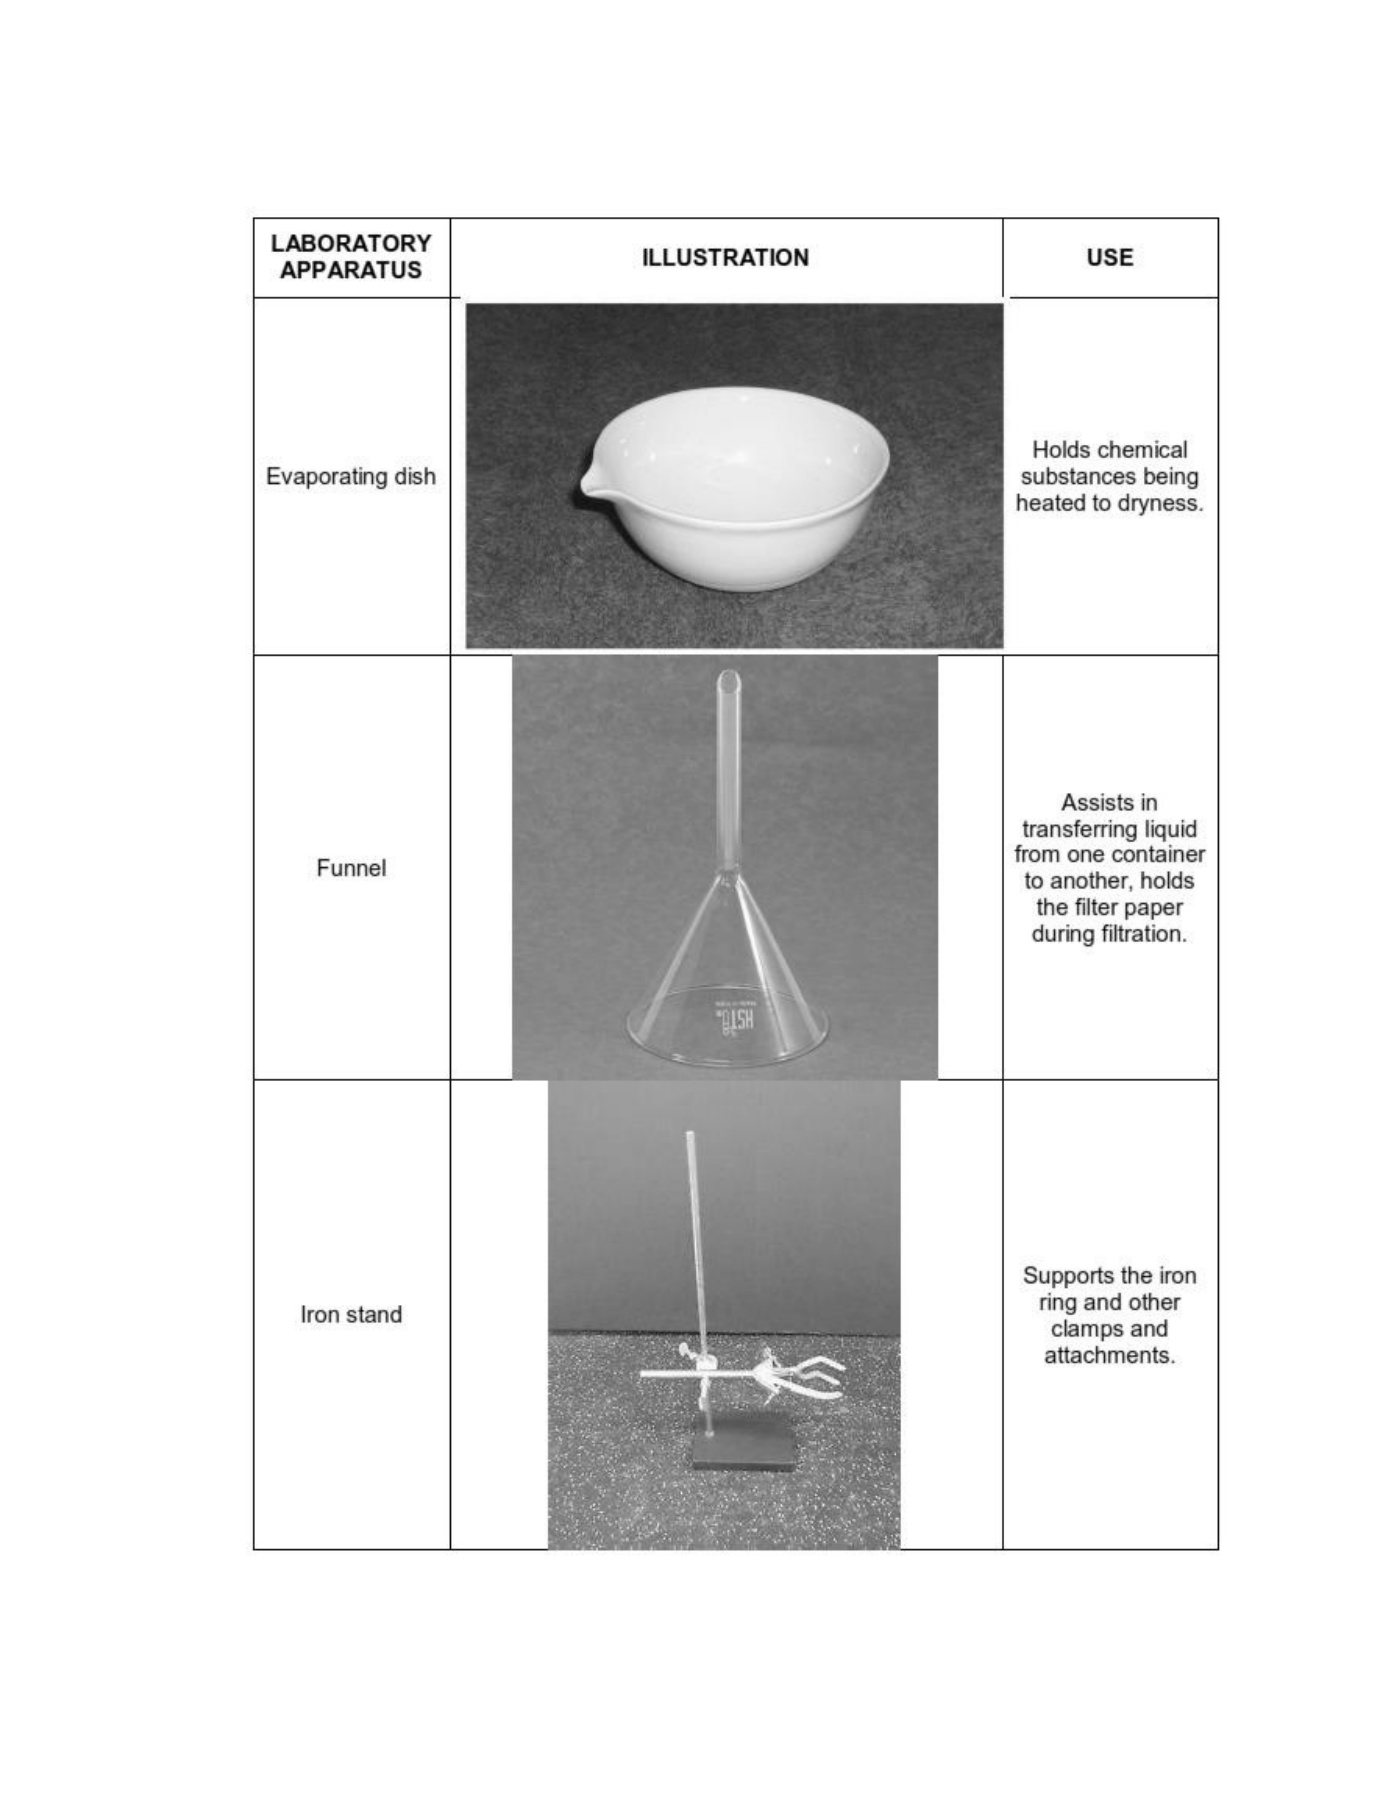 LABORATORY
APPARATUS
ILLUSTRATION
USE
Evaporating dish
Holds chemical
substances being
heated to dryness.
Funnel
HST
Assists in
transferring liquid
from one container
to another, holds
the filter paper
during filtration.
Iron stand
Supports the iron
ring and other
clamps and
attachments.